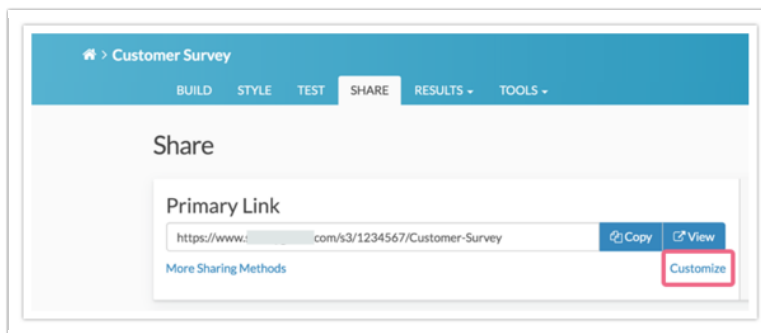 > Customer Survey
BUILD STYLE TEST SHARE RESULTS TOOLS
Share
Primary Link
https://www. com/s3/1234567/Customer-Survey Copy View
More Sharing Methods Customize